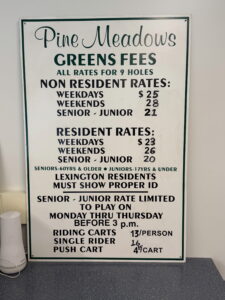 Pine Meadows
GREENS FEES
ALL RATES FOR 9 HOLES
NON RESIDENT RATES:
WEEKDAYS $ 25
WEEKENDS 28
SENIOR - JUNIOR 21
RESIDENT RATES:
WEEKDAYS $ 23
WEEKENDS 26
SENIOR - JUNIOR 20
SENIORS-60YRS & OLDER • JUNIORS-17YRS & UNDER
LEXINGTON RESIDENTS
MUST SHOW PROPER ID
SENIOR - JUNIOR RATE LIMITED
TO PLAY ON
MONDAY THRU THURSDAY
BEFORE 3 p.m.
RIDING CARTS 13/PERSON
SINGLE RIDER
PUSH CART /CART